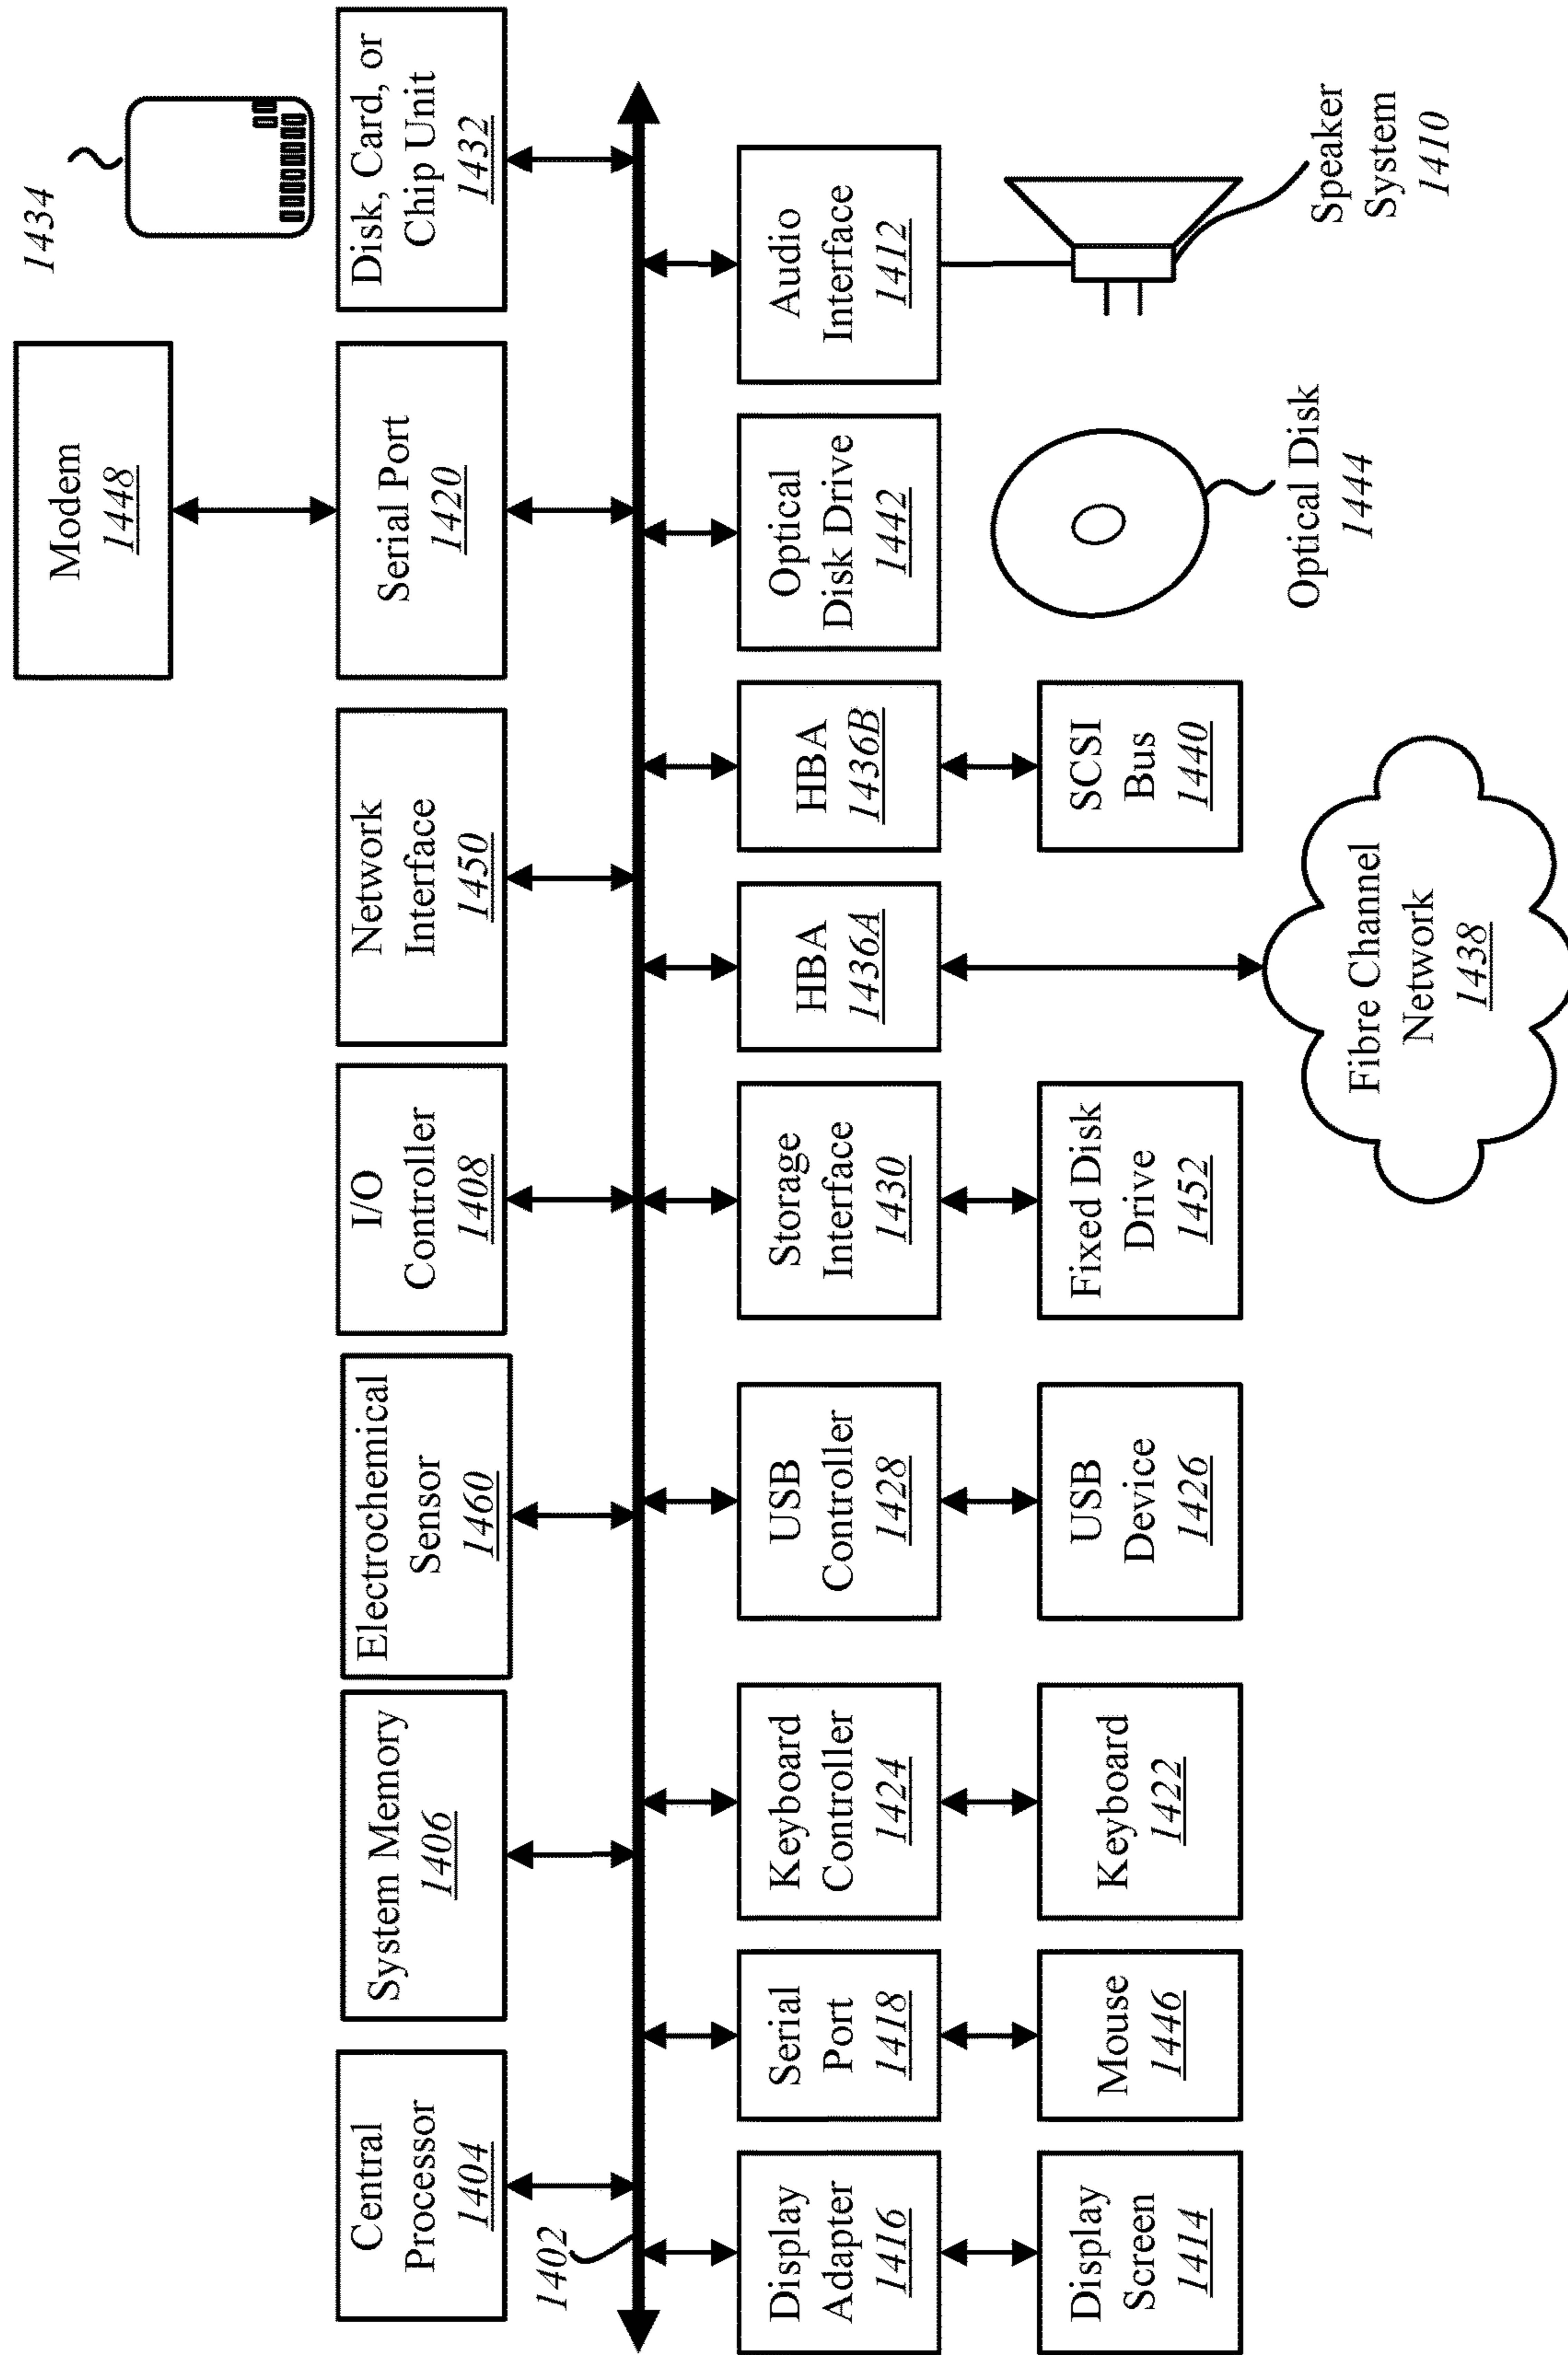 Modem
1448
1434
Central
Processor
1404
System Memory
1406
Electrochemical
Sensor
1460
I/O
Controller
1408
Network
Interface
1450
Serial Port
1420
Disk, Card, or
Chip Unit
1432
1402
Display
Adapter
1416
Serial
Port
1418
Keyboard
Controller
1424
USB
Controller
1428
Storage
Interface
1430
HBA
1436A
HBA
1436B
Optical
Disk Drive
1442
Audio
Interface
1412
Display
Screen
1414
Mouse
1446
Keyboard
1422
USB
Device
1426
Fixed Disk
Drive
1452
SCSI
Bus
1440
Fibre Channel
Network
1438
Optical Disk
1444
Speaker
System
1410